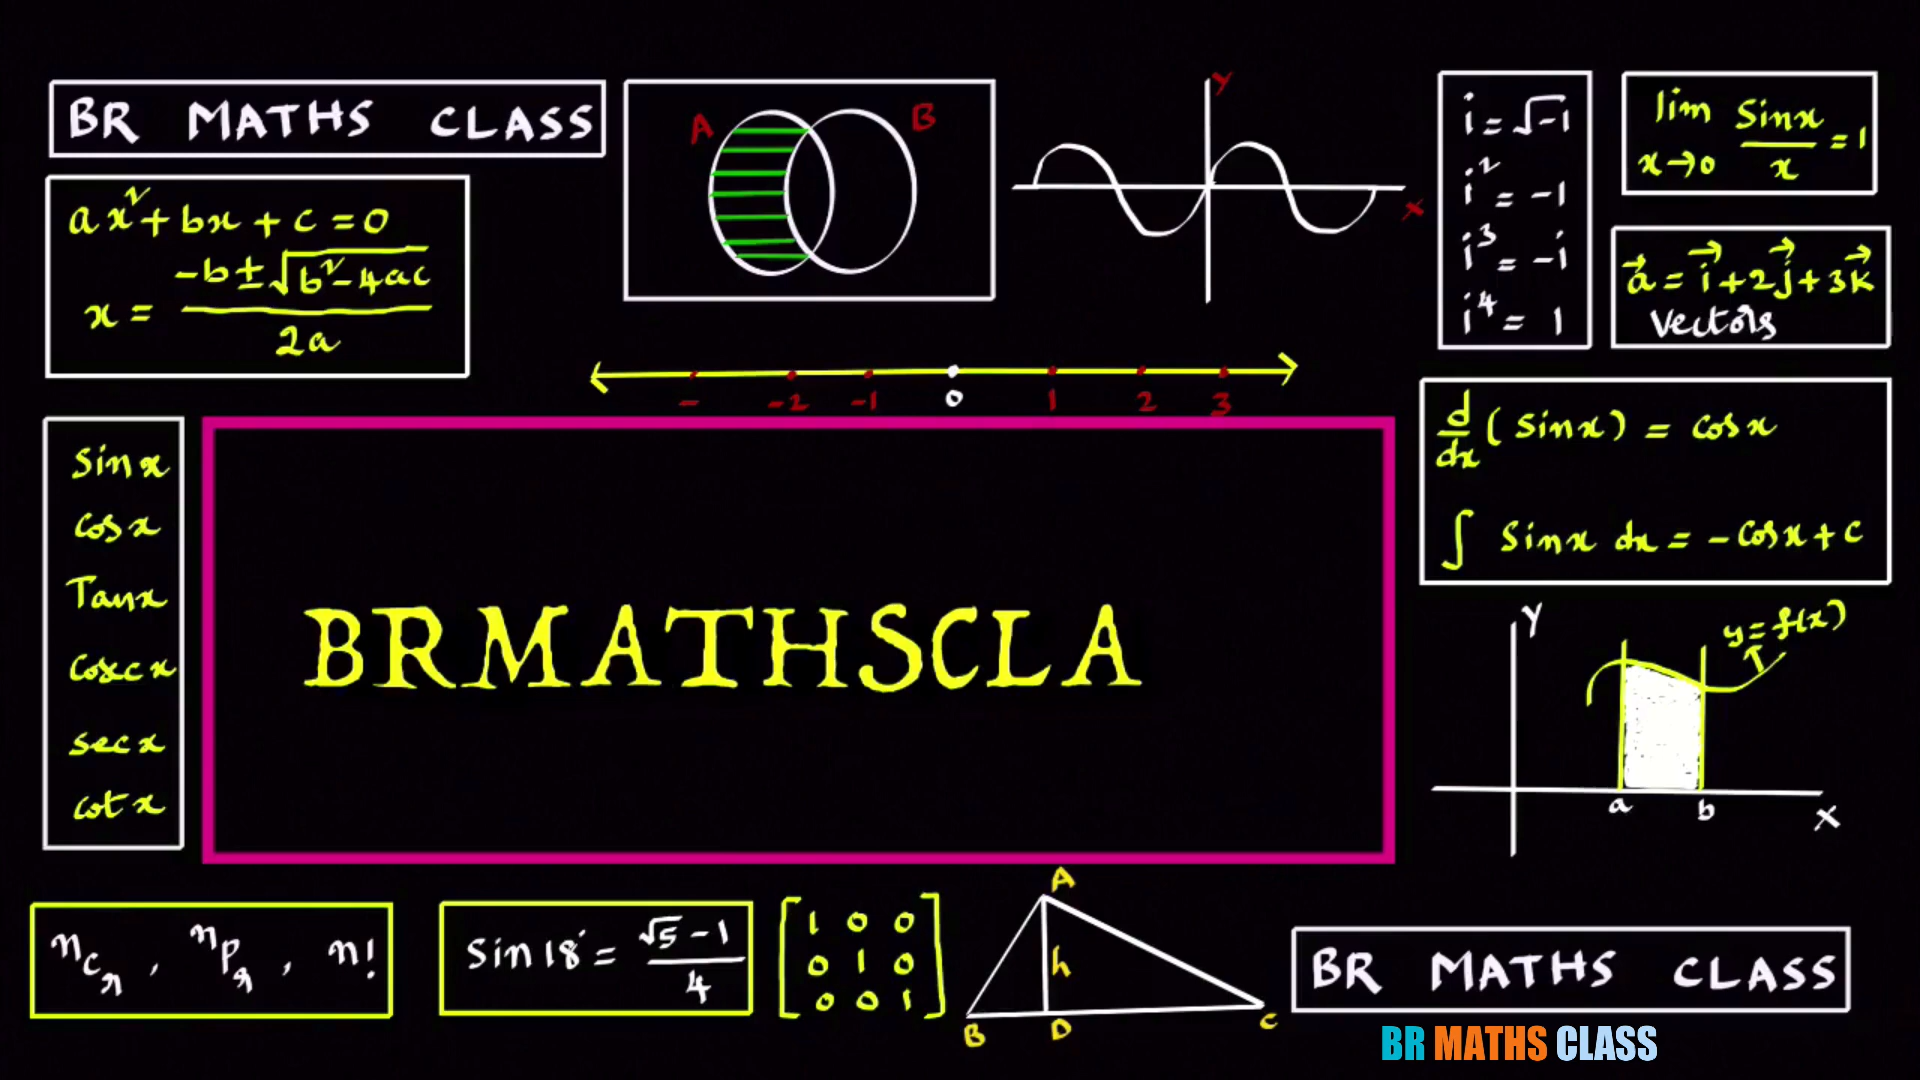 BR MATHS CLASS
ax² + bx + c = 0
x = -b ± √b² - 4ac
2a
A B
Y
X
i = √-1
i² = -1
i³ = -i
i⁴ = 1
lim sinx
x→0 x = 1
a⃗ = i⃗ + 2j⃗ + 3k⃗
Vectors
- -2 -1 0 1 2 3
Sinx
Cosx
Tanx
Cosecx
secx
cotx
BRMATHSCLA
d/dx (sinx) = cosx
∫ sinx dx = -cosx + c
Y
y = f(x)
a b X
ⁿCᵣ , ⁿPᵣ , n!
Sin 18° = √5 - 1
4
1 0 0
0 1 0
0 0 1
A
h
B D C
BR MATHS CLASS
BR MATHS CLASS